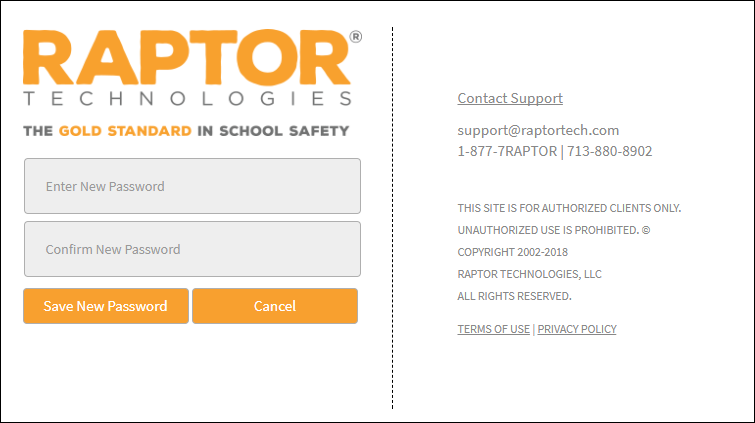 RAPTOR®
TECHNOLOGIES
THE GOLD STANDARD IN SCHOOL SAFETY
Enter New Password
Confirm New Password
Save New Password
Cancel
Contact Support
support@raptortech.com
1-877-7RAPTOR | 713-880-8902
THIS SITE IS FOR AUTHORIZED CLIENTS ONLY.
UNAUTHORIZED USE IS PROHIBITED. ©
COPYRIGHT 2002-2018
RAPTOR TECHNOLOGIES, LLC
ALL RIGHTS RESERVED.
TERMS OF USE | PRIVACY POLICY